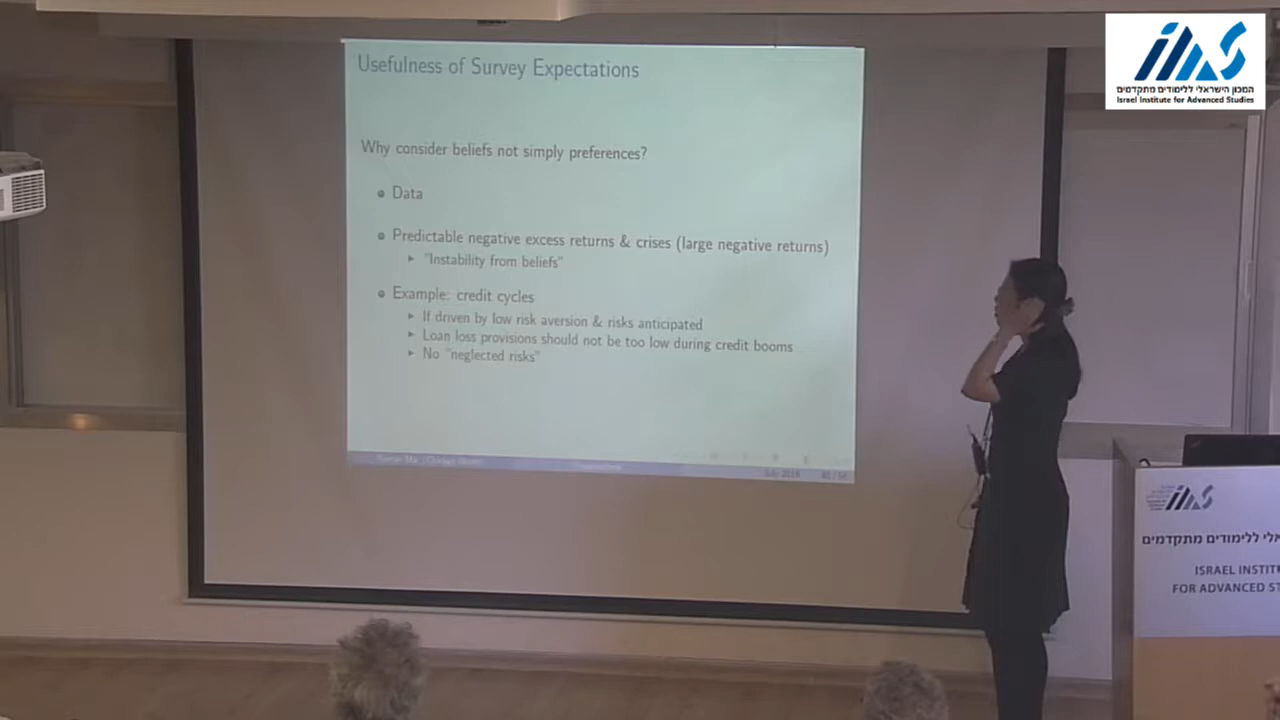 המכון הישראלי ללימודים מתקדמים
Israel Institute for Advanced Studies
Usefulness of Survey Expectations
Why consider beliefs not simply preferences?
Data
Predictable negative excess returns & crises (large negative returns)
"Instability from beliefs"
Example: credit cycles
If driven by low risk aversion & risks anticipated
Loan loss provisions should not be too low during credit booms
No "neglected risks"
ללימודים מתקדמים
ISRAEL
FOR ADVANCED